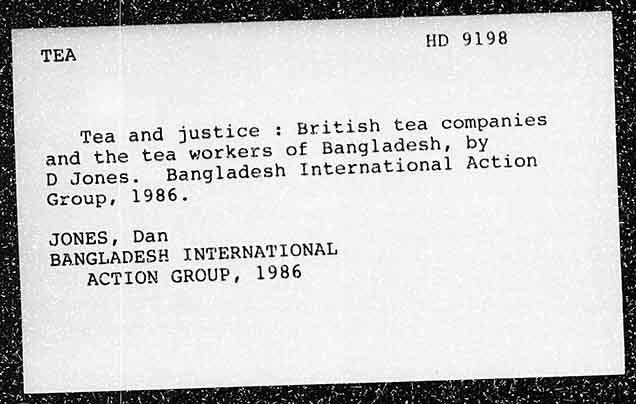 TEA
HD 9198
Tea and justice : British tea companies
and the tea workers of Bangladesh, by
D Jones. Bangladesh International Action
Group, 1986.
JONES, Dan
BANGLADESH INTERNATIONAL
ACTION GROUP, 1986